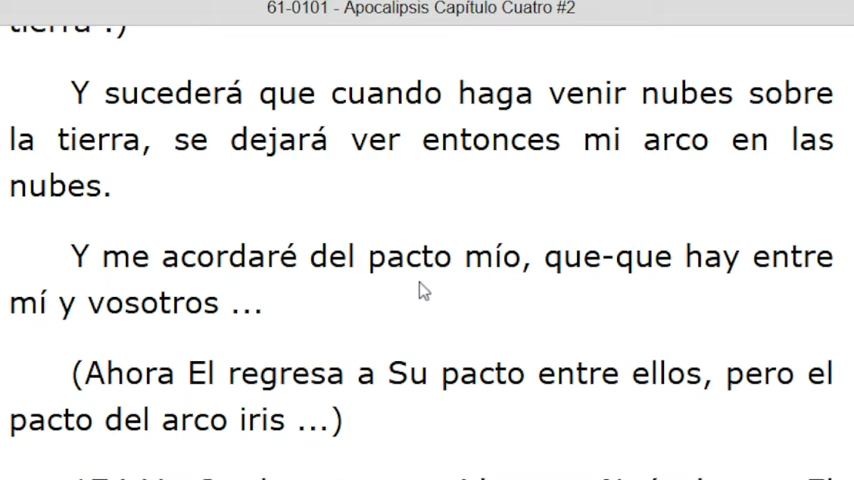 61-0101 - Apocalipsis Capítulo Cuatro #2
tierra .)
Y sucederá que cuando haga venir nubes sobre
la tierra, se dejará ver entonces mi arco en las
nubes.
Y me acordaré del pacto mío, que-que hay entre
mí y vosotros ...
(Ahora El regresa a Su pacto entre ellos, pero el
pacto del arco iris ...)